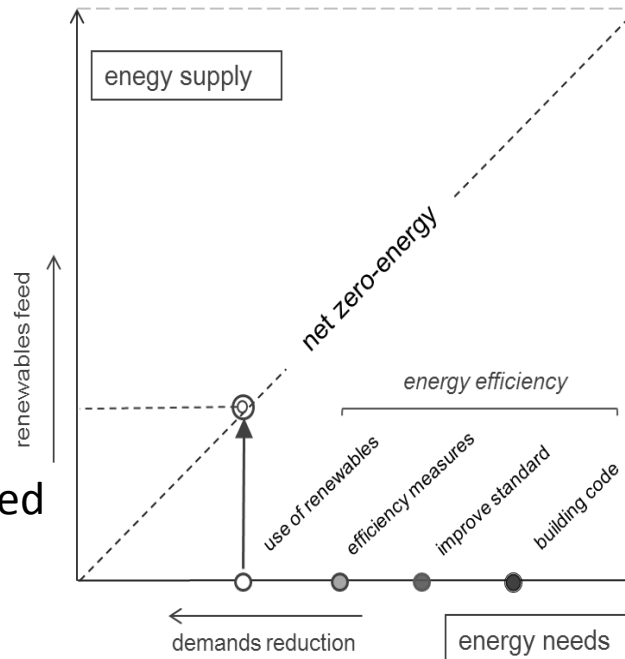 enegy supply
renewables feed
net zero-energy
energy efficiency
use of renewables
efficiency measures
improve standard
building code
ed
demands reduction
energy needs